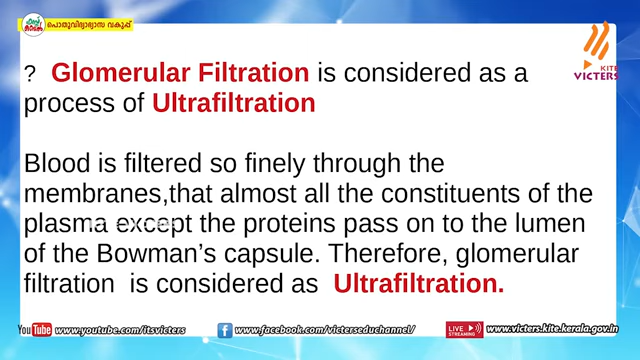 പൊതുവിദ്യാഭ്യാസ വകുപ്പ്
KITE
VICTERS
? Glomerular Filtration is considered as a
process of Ultrafiltration
Blood is filtered so finely through the
membranes,that almost all the constituents of the
plasma except the proteins pass on to the lumen
of the Bowman's capsule. Therefore, glomerular
filtration is considered as Ultrafiltration.
YouTube www.youtube.com/itsvicters
f www.facebook.com/victerseduchannel/
LIVE STREAMING www.victers.kite.kerala.gov.in